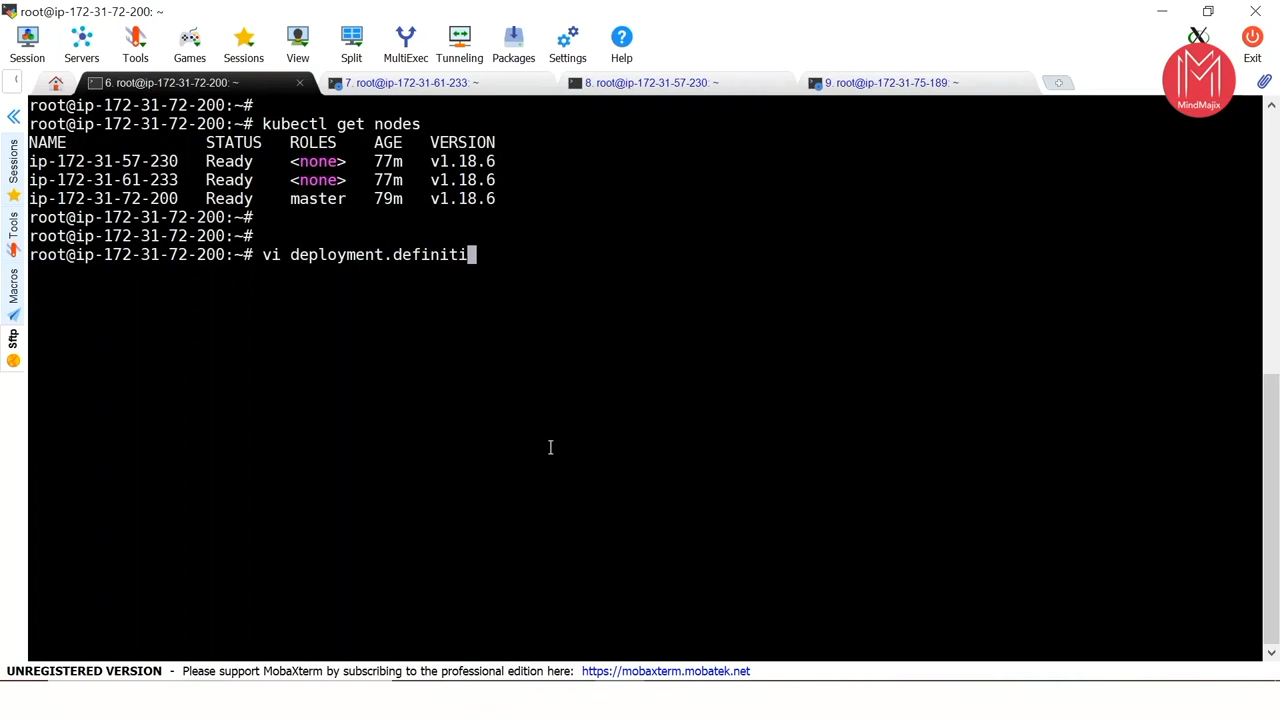 root@ip-172-31-72-200: ~
Session Servers Tools Games Sessions View Split MultiExec Tunneling Packages Settings Help Exit
6. root@ip-172-31-72-200: ~
7. root@ip-172-31-61-233: ~
8. root@ip-172-31-57-230: ~
9. root@ip-172-31-75-189: ~
MindMajix
Sessions
Tools
Macros
Sftp
root@ip-172-31-72-200:~#
root@ip-172-31-72-200:~# kubectl get nodes
NAME STATUS ROLES AGE VERSION
ip-172-31-57-230 Ready <none> 77m v1.18.6
ip-172-31-61-233 Ready <none> 77m v1.18.6
ip-172-31-72-200 Ready master 79m v1.18.6
root@ip-172-31-72-200:~#
root@ip-172-31-72-200:~#
root@ip-172-31-72-200:~# vi deployment.definiti
UNREGISTERED VERSION - Please support MobaXterm by subscribing to the professional edition here: https://mobaxterm.mobatek.net